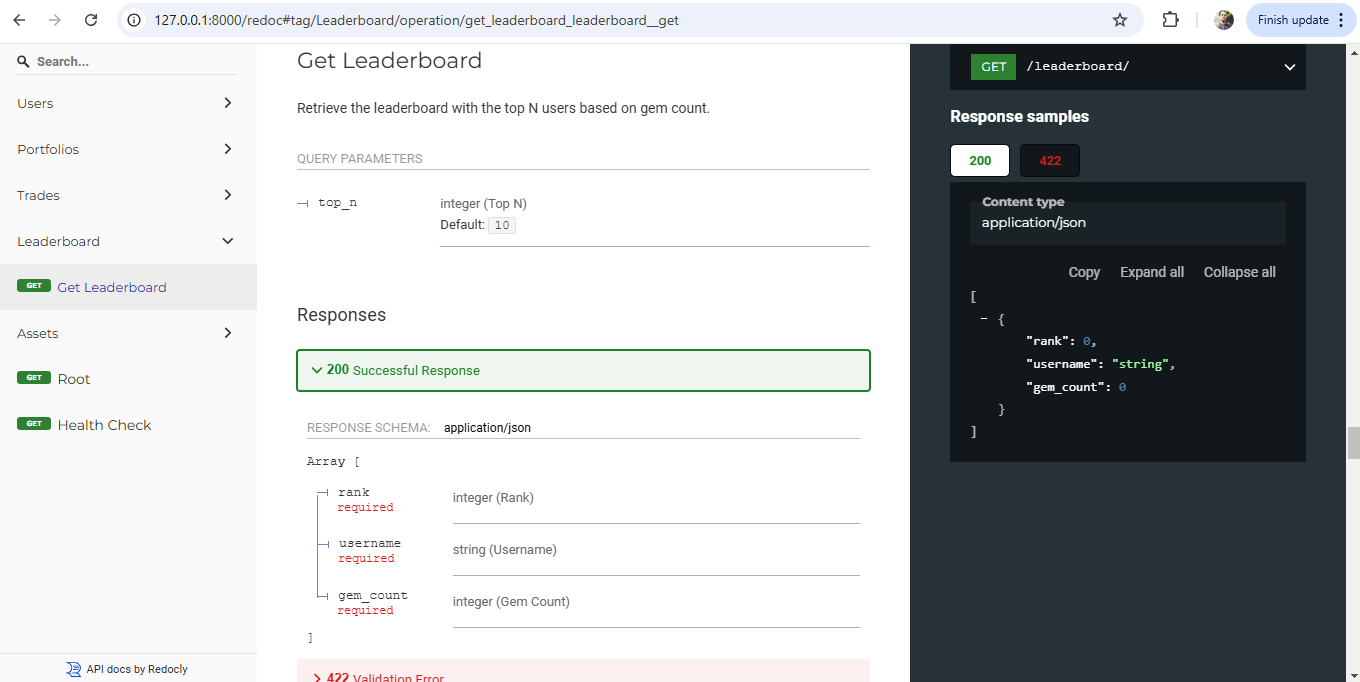 127.0.0.1:8000/redoc#tag/Leaderboard/operation/get_leaderboard_leaderboard__get
Finish update
Search...
Users
Portfolios
Trades
Leaderboard
GET Get Leaderboard
Assets
GET Root
GET Health Check
API docs by Redocly
Get Leaderboard
Retrieve the leaderboard with the top N users based on gem count.
QUERY PARAMETERS
top_n
integer (Top N)
Default: 10
Responses
200 Successful Response
RESPONSE SCHEMA: application/json
Array [
rank
required
integer (Rank)
username
required
string (Username)
gem_count
required
integer (Gem Count)
]
422 Validation Error
GET /leaderboard/
Response samples
200 422
Content type
application/json
Copy Expand all Collapse all
[
- {
"rank": 0,
"username": "string",
"gem_count": 0
}
]